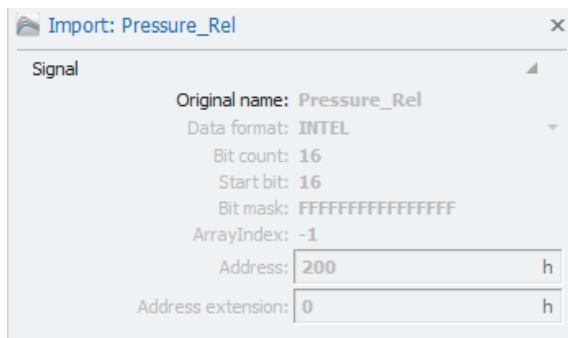 Import: Pressure_Rel ×
Signal
Original name: Pressure_Rel
Data format: INTEL
Bit count: 16
Start bit: 16
Bit mask: FFFFFFFFFFFFFFFF
ArrayIndex: -1
Address: 200 h
Address extension: 0 h